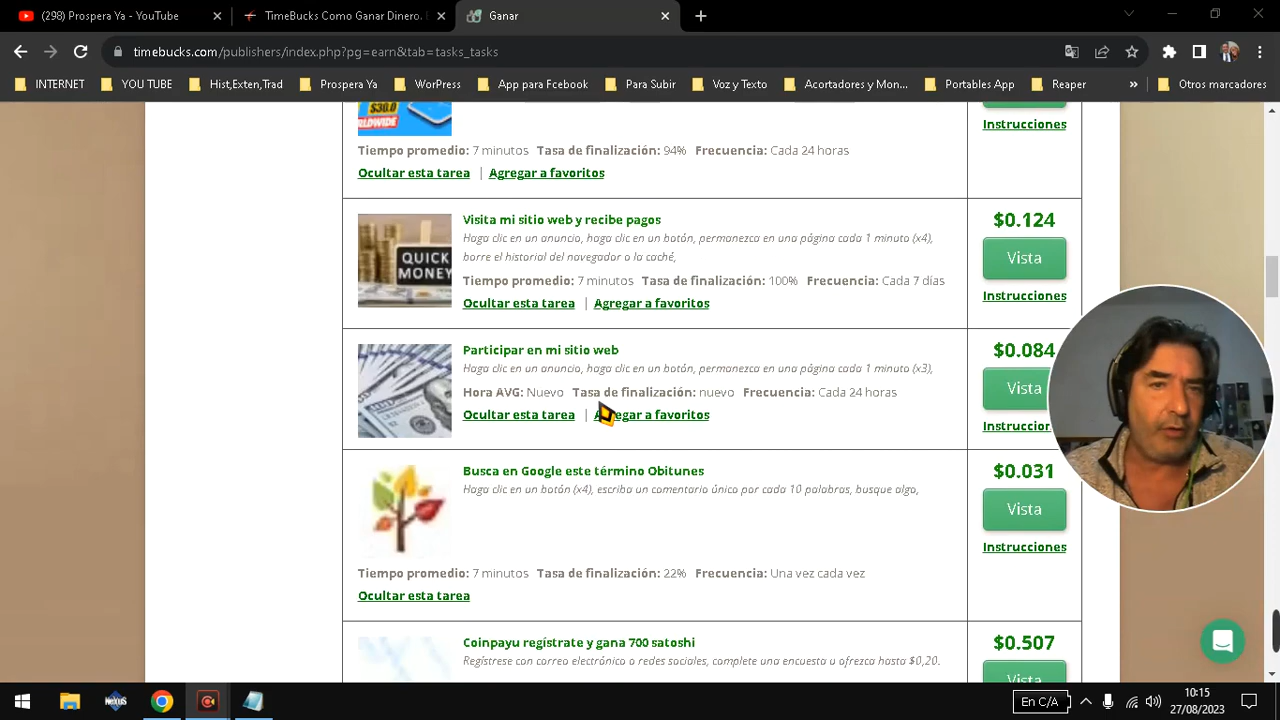 (298) Prospera Ya - YouTube
TimeBucks Como Ganar Dinero. E
Ganar
timebucks.com/publishers/index.php?pg=earn&tab=tasks_tasks
INTERNET
YOU TUBE
Hist,Exten,Trad
Prospera Ya
WorPress
App para Fcebook
Para Subir
Voz y Texto
Acortadores y Mon...
Portables App
Reaper
»
Otros marcadores
$30.0
WORLDWIDE
Instrucciones
Tiempo promedio: 7 minutos Tasa de finalización: 94% Frecuencia: Cada 24 horas
Ocultar esta tarea | Agregar a favoritos
QUICK
MONEY
Visita mi sitio web y recibe pagos
Haga clic en un anuncio, haga clic en un botón, permanezca en una página cada 1 minuto (x4),
borre el historial del navegador o la caché,
Tiempo promedio: 7 minutos Tasa de finalización: 100% Frecuencia: Cada 7 días
Ocultar esta tarea | Agregar a favoritos
$0.124
Vista
Instrucciones
Participar en mi sitio web
Haga clic en un anuncio, haga clic en un botón, permanezca en una página cada 1 minuto (x3),
Hora AVG: Nuevo Tasa de finalización: nuevo Frecuencia: Cada 24 horas
Ocultar esta tarea | Agregar a favoritos
$0.084
Vista
Instruccion
Busca en Google este término Obitunes
Haga clic en un botón (x4), escriba un comentario único por cada 10 palabras, busque algo,
Tiempo promedio: 7 minutos Tasa de finalización: 22% Frecuencia: Una vez cada vez
Ocultar esta tarea
$0.031
Vista
Instrucciones
Coinpayu regístrate y gana 700 satoshi
Regístrese con correo electrónico o redes sociales, complete una encuesta u ofrezca hasta $0,20.
$0.507
Vista
NEXUS
En C/A
10:15
27/08/2023